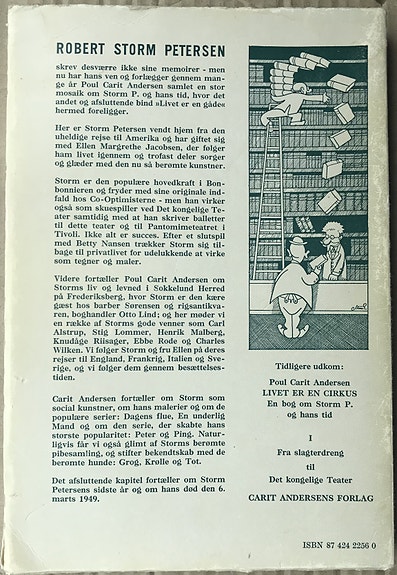 ROBERT STORM PETERSEN
skrev desværre ikke sine memoirer - men
nu har hans ven og forlægger gennem man-
ge år Poul Carit Andersen samlet en stor
mosaik om Storm P. og hans tid, hvor det
andet og afsluttende bind »Livet er en gåde«
hermed foreligger.
Her er Storm Petersen vendt hjem fra den
uheldige rejse til Amerika og har giftet sig
med Ellen Margrethe Jacobsen, der følger
ham livet igennem og trofast deler sorger
og glæder med den nu så berømte kunstner.
Storm er den populære hovedkraft i Bon-
bonnieren og fryder med sine originale ind-
fald hos Co-Optimisterne - men han virker
også som skuespiller ved Det kongelige Te-
ater samtidig med at han skriver balletter
til dette teater og til Pantomimeteatret i
Tivoli. Ikke alt er succes. Efter et slutspil
med Betty Nansen trækker Storm sig til-
bage til privatlivet for udelukkende at virke
som tegner og maler.
Videre fortæller Poul Carit Andersen om
Storms liv og levned i Sokkelund Herred
på Frederiksberg, hvor Storm er den kære
gæst hos barber Sørensen og rigsantikva-
ren, boghandler Otto Lind; og her møder vi
en række af Storms gode venner som Carl
Alstrup, Stig Lommer, Henrik Malberg,
Knudåge Riisager, Ebbe Rode og Charles
Wilken. Vi følger Storm og fru Ellen på deres
rejser til England, Frankrig, Italien og Sve-
rige, og vi følger dem gennem besættelses-
tiden.
Carit Andersen fortæller om Storm som
social kunstner, om hans malerier og om de
populære serier: Dagens flue, En underlig
Mand og om den serie, der skabte hans
største popularitet: Peter og Ping. Natur-
ligvis får vi også glimt af Storms berømte
pibesamling, og stifter bekendtskab med de
berømte hunde: Grog, Krølle og Tot.
Det afsluttende kapitel fortæller om Storm
Petersens sidste år og om hans død den 6.
marts 1949.
Tidligere udkom:
Poul Carit Andersen
LIVET ER EN CIRKUS
En bog om Storm P.
og hans tid
I
Fra slagterdreng
til
Det kongelige Teater
CARIT ANDERSENS FORLAG
ISBN 87 424 2256 0